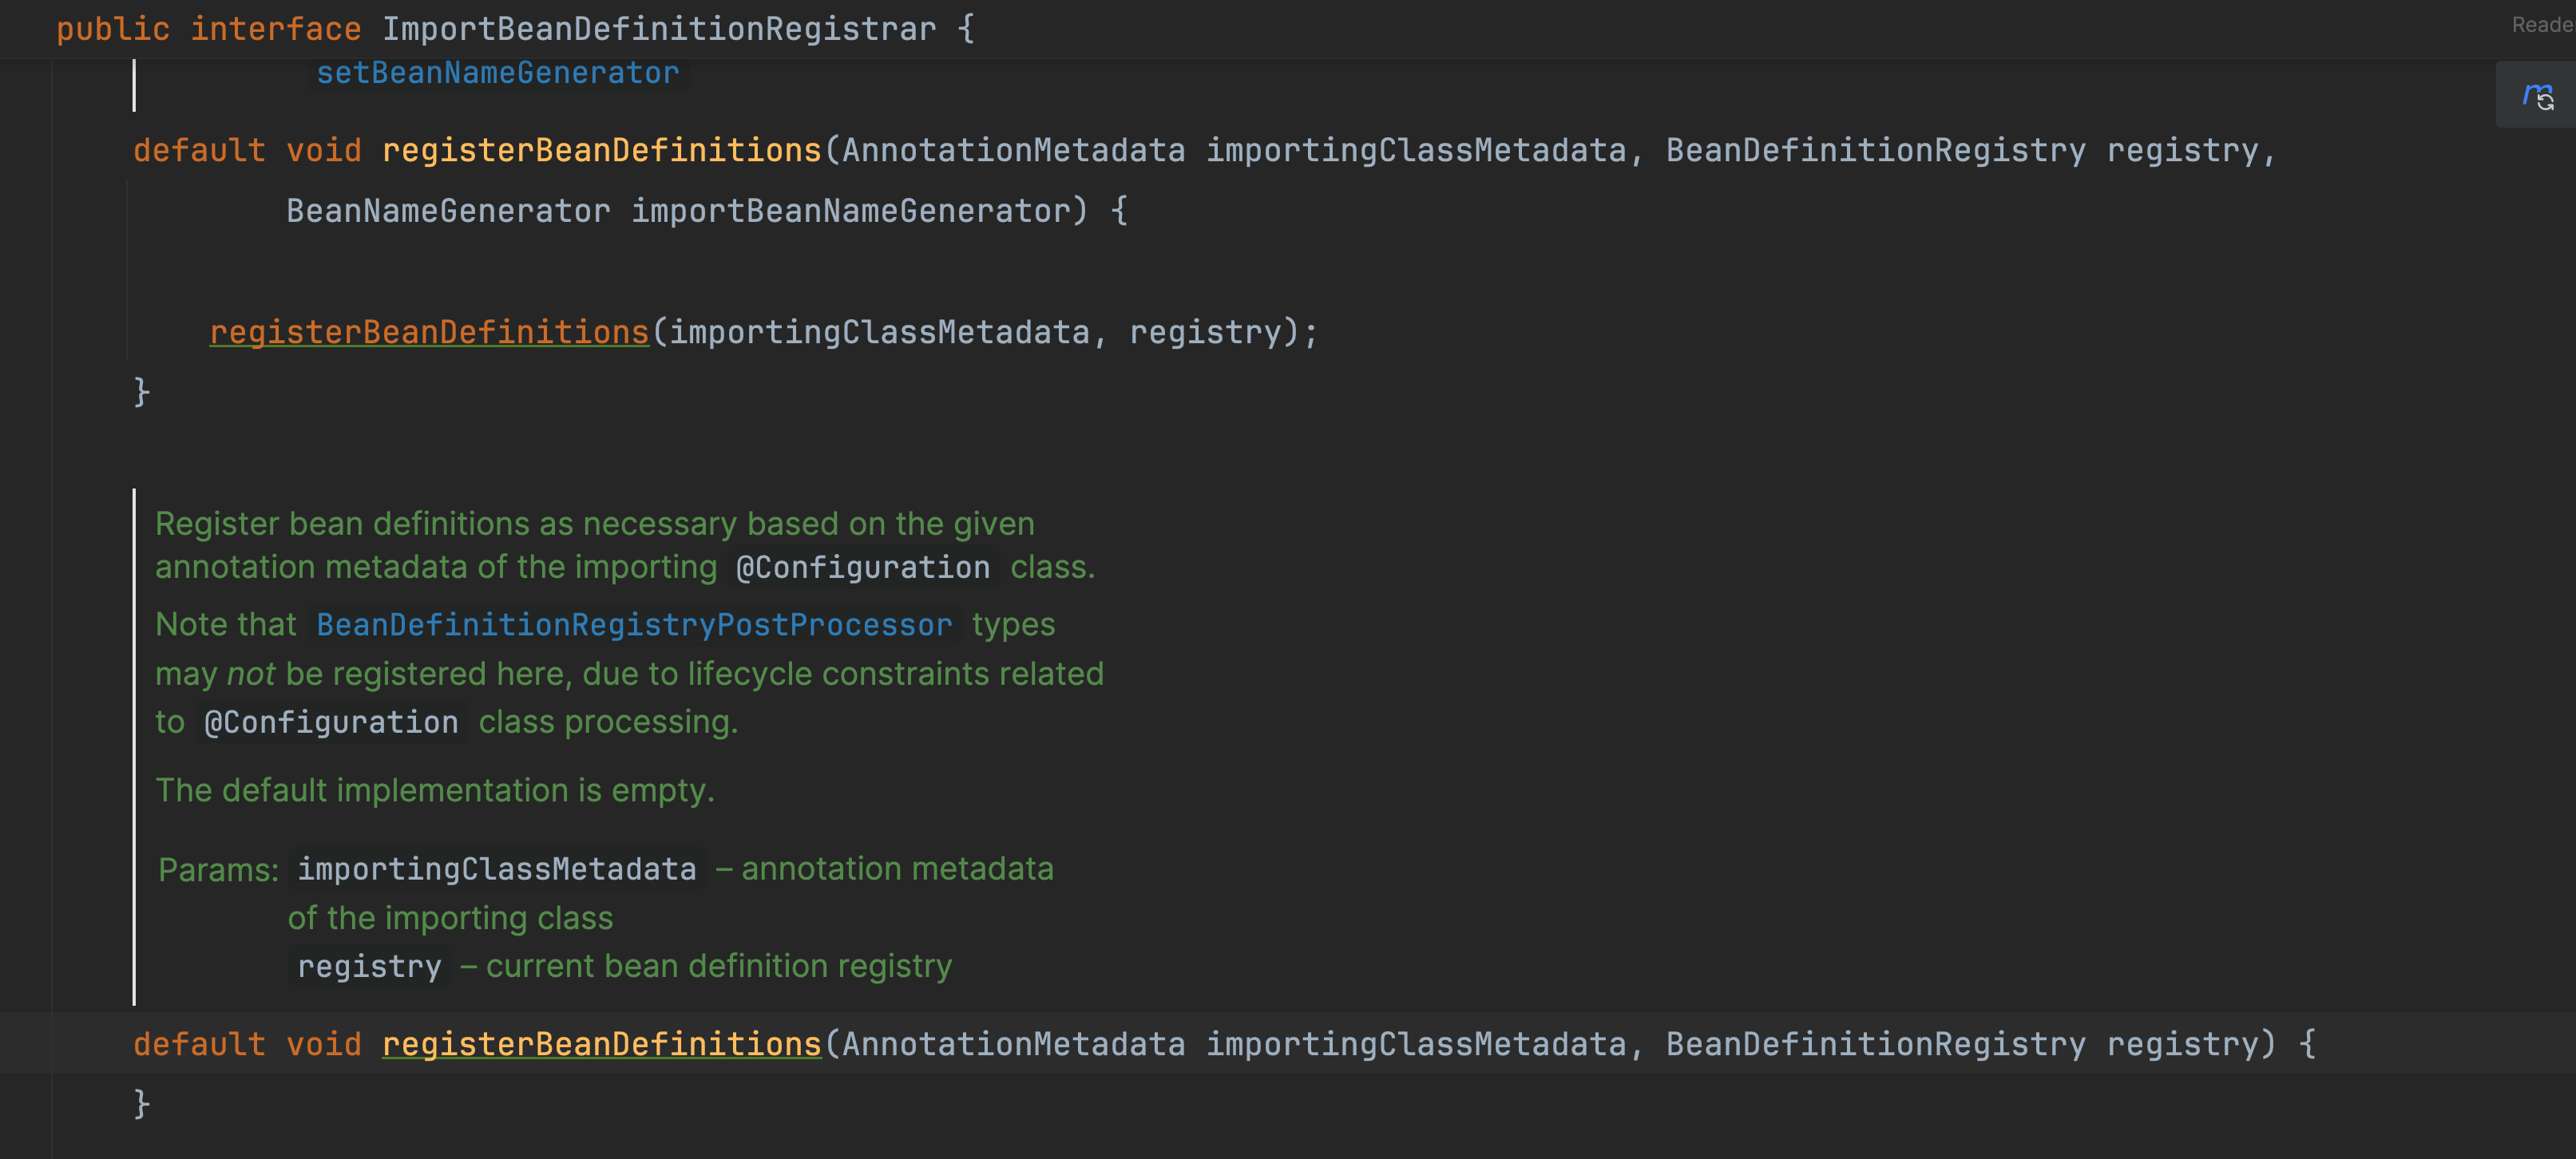 public interface ImportBeanDefinitionRegistrar {
Reade
setBeanNameGenerator
default void registerBeanDefinitions(AnnotationMetadata importingClassMetadata, BeanDefinitionRegistry registry,
BeanNameGenerator importBeanNameGenerator) {
registerBeanDefinitions(importingClassMetadata, registry);
}
Register bean definitions as necessary based on the given
annotation metadata of the importing @Configuration class.
Note that BeanDefinitionRegistryPostProcessor types
may not be registered here, due to lifecycle constraints related
to @Configuration class processing.
The default implementation is empty.
Params: importingClassMetadata – annotation metadata
of the importing class
registry – current bean definition registry
default void registerBeanDefinitions(AnnotationMetadata importingClassMetadata, BeanDefinitionRegistry registry) {
}